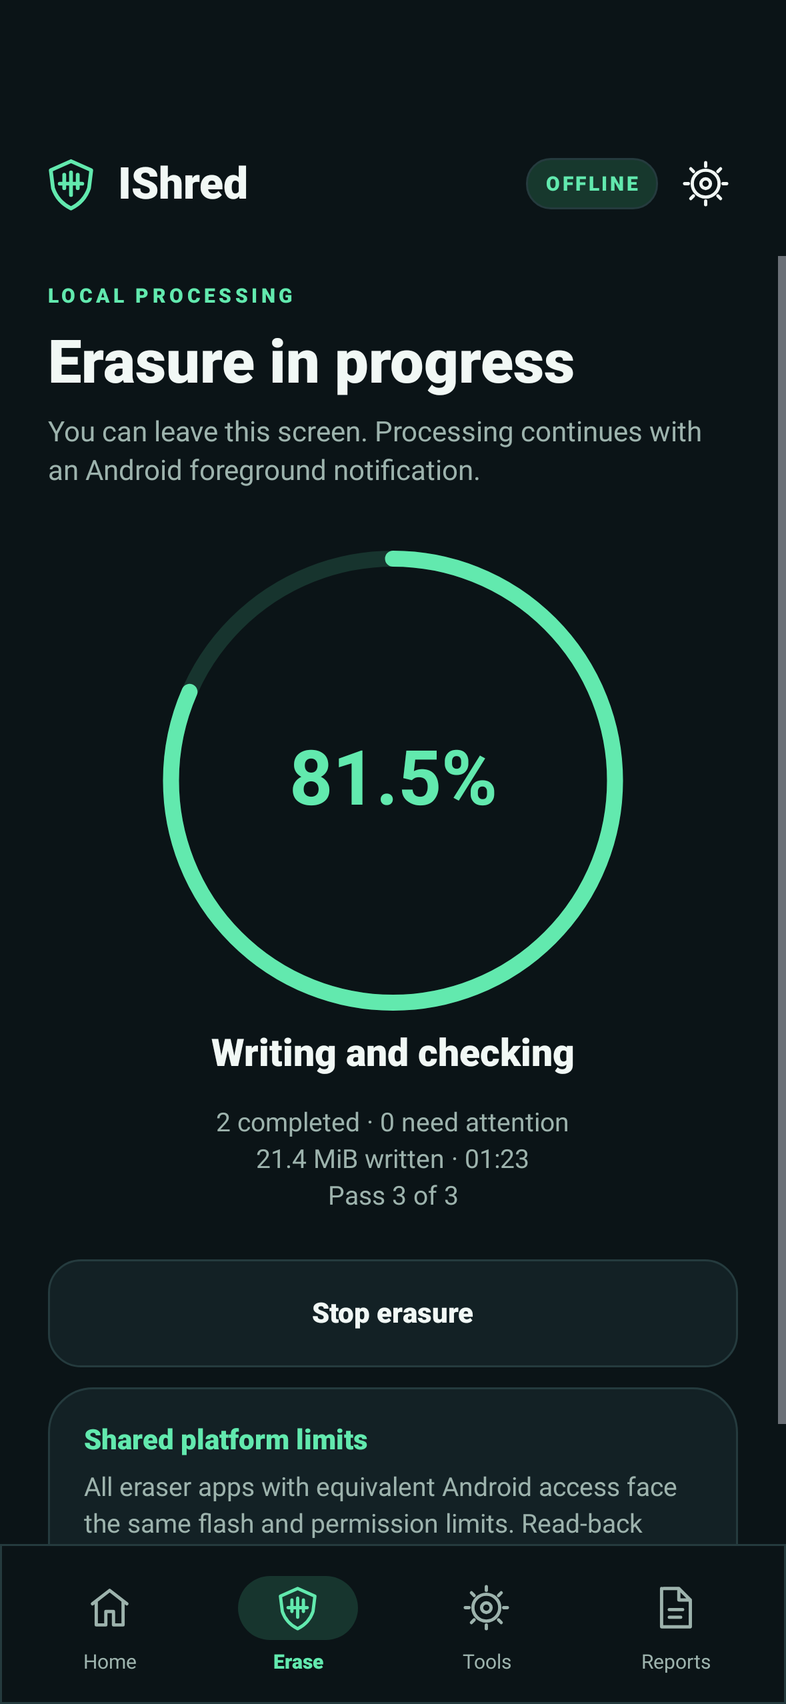 IShred
OFFLINE
LOCAL PROCESSING
Erasure in progress
You can leave this screen. Processing continues with
an Android foreground notification.
81.5%
Writing and checking
2 completed · 0 need attention
21.4 MiB written · 01:23
Pass 3 of 3
Stop erasure
Shared platform limits
All eraser apps with equivalent Android access face
the same flash and permission limits. Read-back
Home
Erase
Tools
Reports